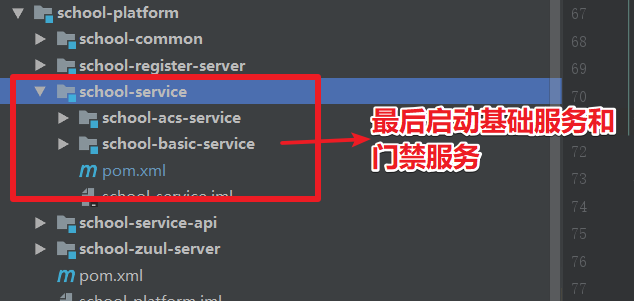 school-platform
school-common
school-register-server
school-service
school-acs-service
school-basic-service
pom.xml
school-service.iml
school-service-api
school-zuul-server
pom.xml
school-platform.iml
最后启动基础服务和
门禁服务
67
68
69
70
71
72
73
74
75
76
77